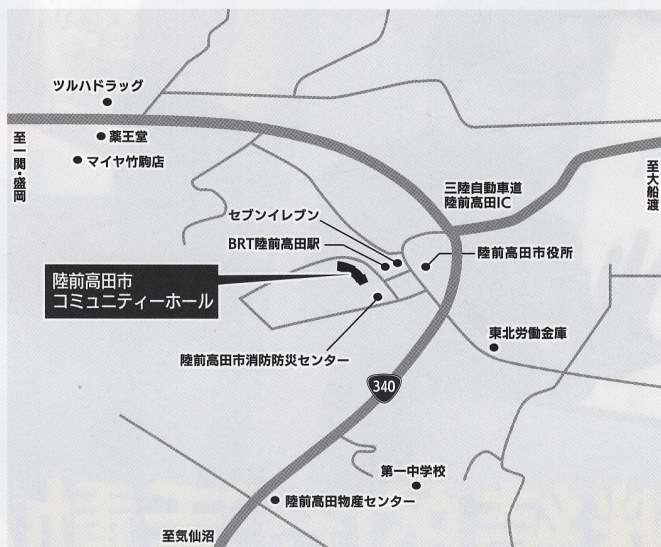 ツルハドラッグ
薬王堂
マイヤ竹駒店
至一関・盛岡
三陸自動車道
陸前高田IC
至大船渡
セブンイレブン
BRT陸前高田駅
陸前高田市役所
陸前高田市
コミュニティーホール
東北労働金庫
陸前高田市消防防災センター
340
第一中学校
陸前高田物産センター
至気仙沼